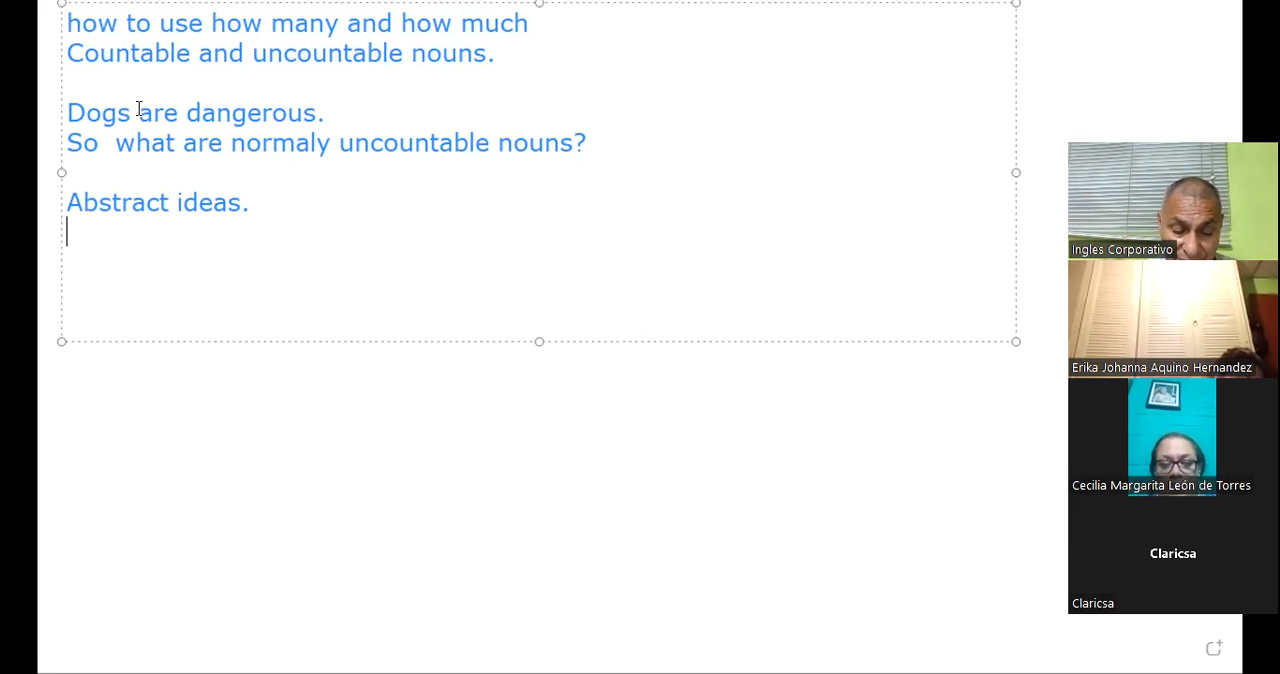 how to use how many and how much
Countable and uncountable nouns.
Dogs are dangerous.
So  what are normaly uncountable nouns?
Abstract ideas.
Ingles Corporativo
Erika Johanna Aquino Hernandez
Cecilia Margarita León de Torres
Claricsa
Claricsa